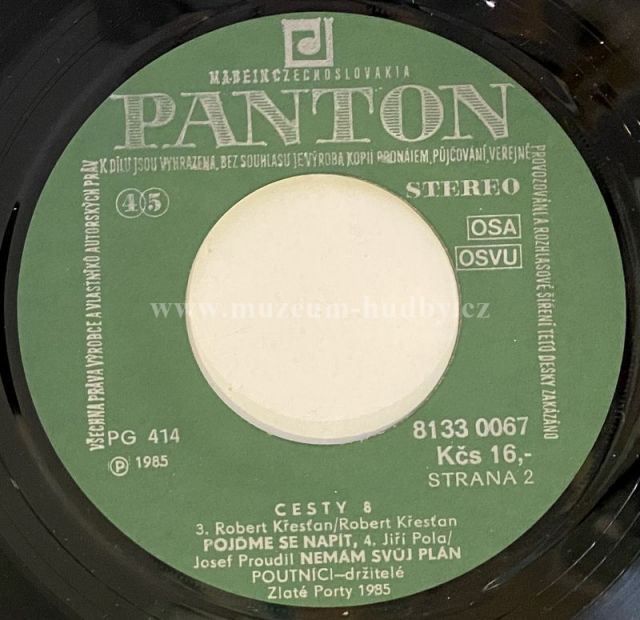 MADE IN CZECHOSLOVAKIA
PANTON
VŠECHNA PRÁVA VÝROBCE A VLASTNÍKŮ AUTORSKÝCH PRÁV
K DÍLU JSOU VYHRAZENA, BEZ SOUHLASU JE VÝROBA KOPIÍ PRONÁJEM, PŮJČOVÁNÍ, VEREJNÉ
PROVOZOVÁNÍ A ROZHLASOVÉ ŠÍŘENÍ TÉTO DESKY ZAKÁZÁNO
STEREO
45
OSA
OSVU
www.muzeum-hudby.cz
PG 414
℗ 1985
8133 0067
Kčs 16,-
STRANA 2
CESTY 8
3. Robert Křesťan/Robert Křesťan
POJĎME SE NAPÍT, 4. Jiří Pola/
Josef Proudil NEMÁM SVŮJ PLÁN
POUTNÍCI–držitelé
Zlaté Porty 1985